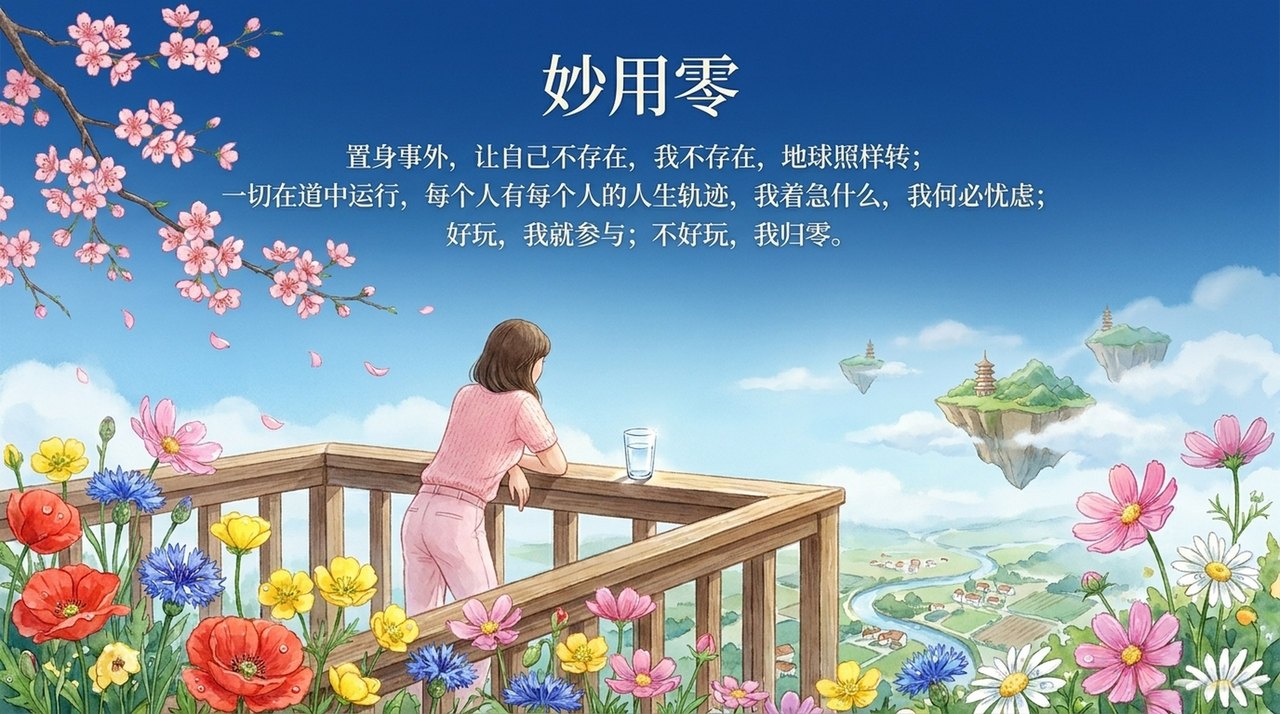 妙用零
置身事外，让自己不存在，我不存在，地球照样转；
一切在道中运行，每个人有每个人的人生轨迹，我着急什么，我何必忧虑；
好玩，我就参与；不好玩，我归零。